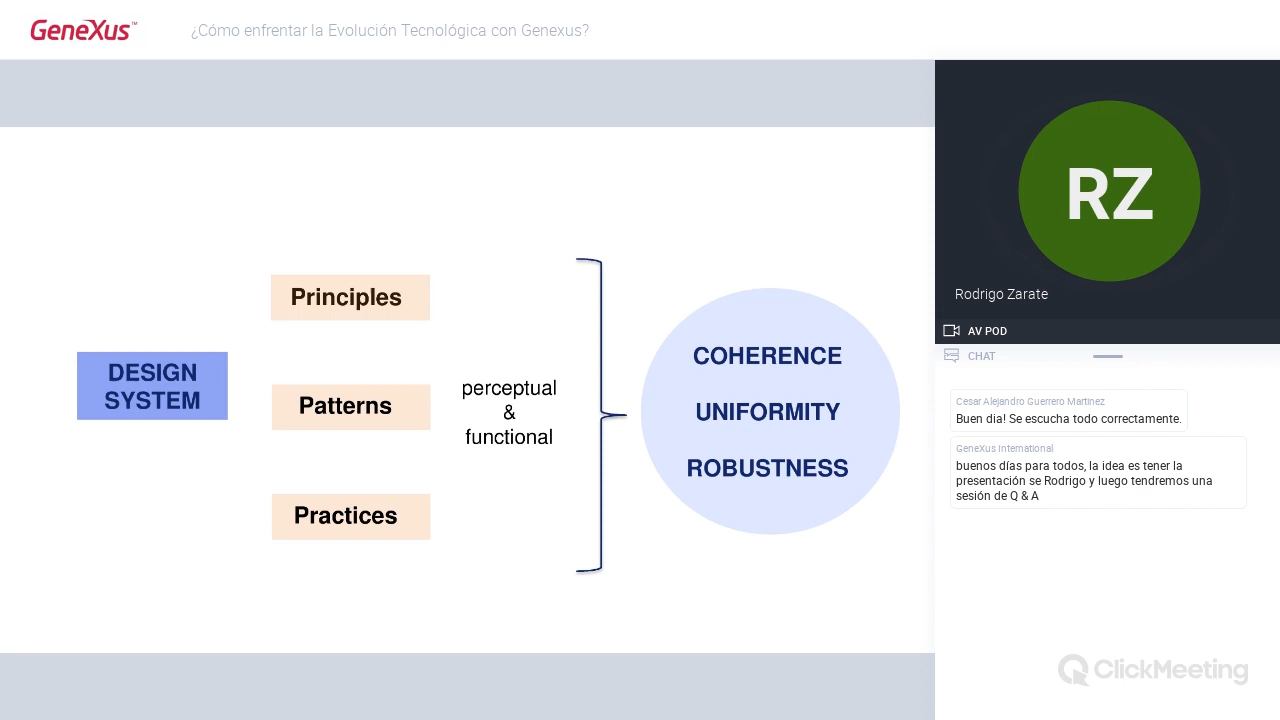 GeneXus™
¿Cómo enfrentar la Evolución Tecnológica con Genexus?
DESIGN
SYSTEM
Principles
Patterns
Practices
perceptual
&
functional
COHERENCE
UNIFORMITY
ROBUSTNESS
RZ
Rodrigo Zarate
AV POD
CHAT
Cesar Alejandro Guerrero Martinez
Buen dia! Se escucha todo correctamente.
GeneXus International
buenos días para todos, la idea es tener la
presentación se Rodrigo y luego tendremos una
sesión de Q & A
ClickMeeting